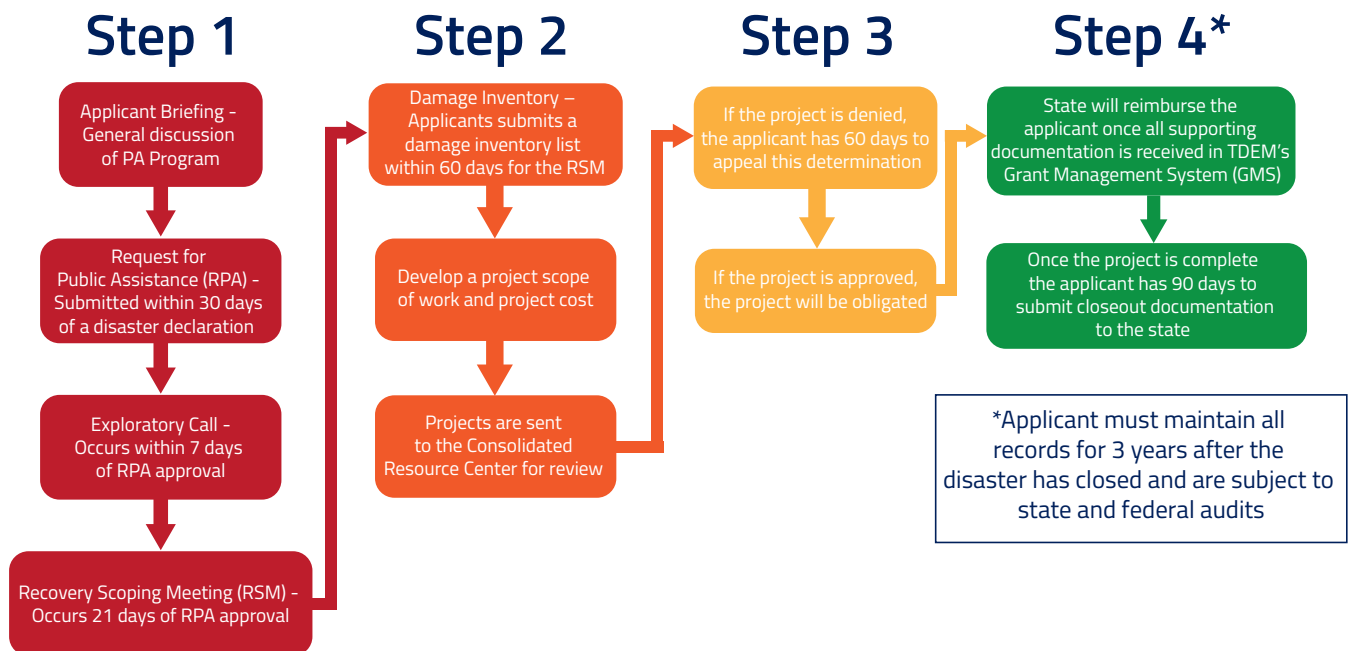 Step 1
Applicant Briefing -
General discussion
of PA Program
Request for
Public Assistance (RPA) -
Submitted within 30 days
of a disaster declaration
Exploratory Call -
Occurs within 7 days
of RPA approval
Recovery Scoping Meeting (RSM) -
Occurs 21 days of RPA approval
Step 2
Damage Inventory –
Applicants submits a
damage inventory list
within 60 days for the RSM
Develop a project scope
of work and project cost
Projects are sent
to the Consolidated
Resource Center for review
Step 3
If the project is denied,
the applicant has 60 days to
appeal this determination
If the project is approved,
the project will be obligated
Step 4*
State will reimburse the
applicant once all supporting
documentation is received in TDEM’s
Grant Management System (GMS)
Once the project is complete
the applicant has 90 days to
submit closeout documentation
to the state
*Applicant must maintain all
records for 3 years after the
disaster has closed and are subject to
state and federal audits